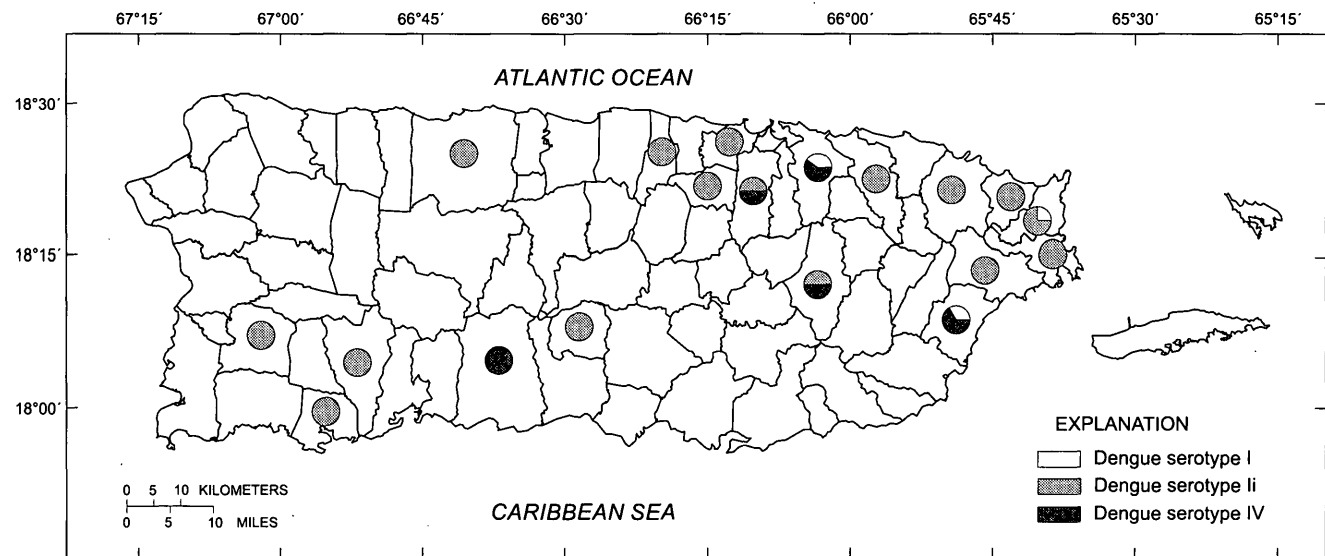 67°15´ 67°00´ 66°45´ 66°30´ 66°15´ 66°00´ 65°45´ 65°30´ 65°15´
ATLANTIC OCEAN
18°30´
18°15´
18°00´
EXPLANATION
Dengue serotype I
Dengue serotype Ii
Dengue serotype IV
0 5 10 KILOMETERS
0 5 10 MILES
CARIBBEAN SEA